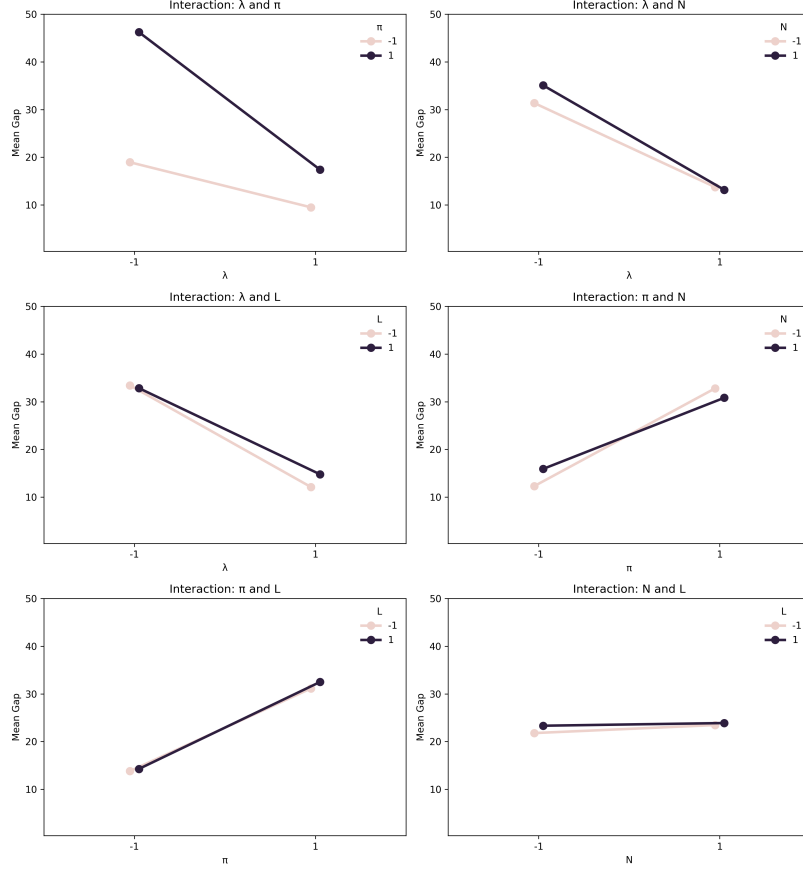 Interaction: λ and π
50
40
30
20
10
Mean Gap
-1
1
λ
π
-1
1
Interaction: λ and N
50
40
30
20
10
Mean Gap
-1
1
λ
N
-1
1
Interaction: λ and L
50
40
30
20
10
Mean Gap
-1
1
λ
L
-1
1
Interaction: π and N
50
40
30
20
10
Mean Gap
-1
1
π
N
-1
1
Interaction: π and L
50
40
30
20
10
Mean Gap
-1
1
π
L
-1
1
Interaction: N and L
50
40
30
20
10
Mean Gap
-1
1
N
L
-1
1